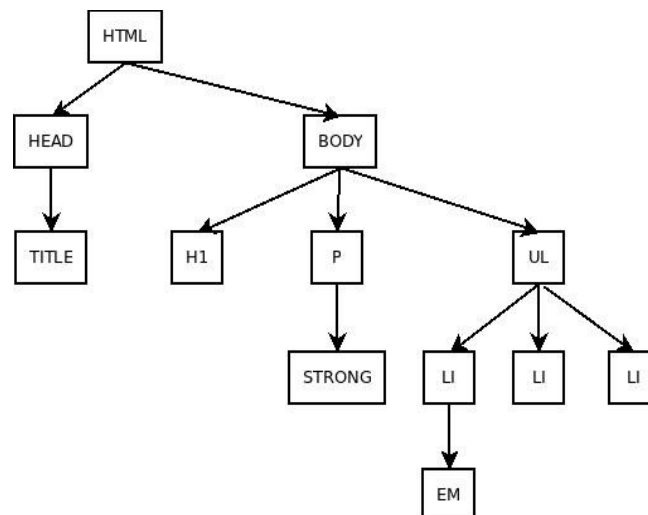 HTML
HEAD BODY
TITLE H1 P UL
STRONG LI LI LI
EM